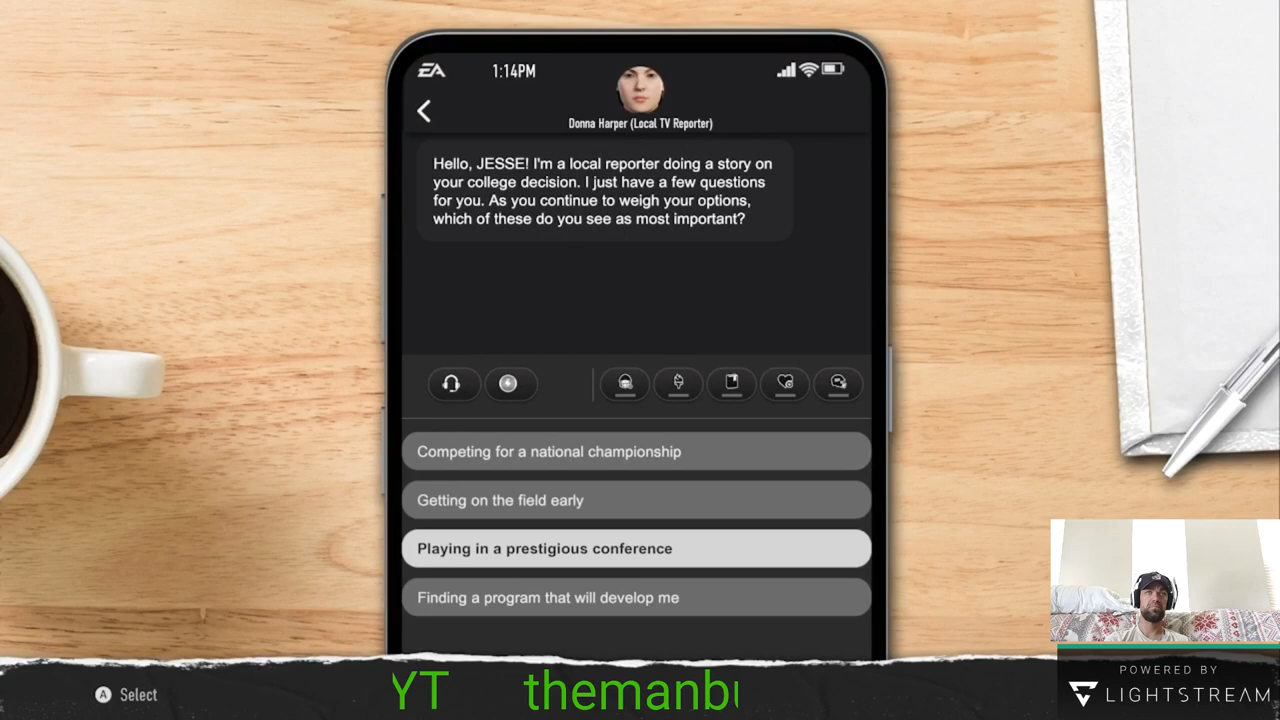 EA
1:14PM
Donna Harper (Local TV Reporter)
Hello, JESSE! I'm a local reporter doing a story on
your college decision. I just have a few questions
for you. As you continue to weigh your options,
which of these do you see as most important?
Competing for a national championship
Getting on the field early
Playing in a prestigious conference
Finding a program that will develop me
A Select
YT themanbu
POWERED BY
LIGHTSTREAM